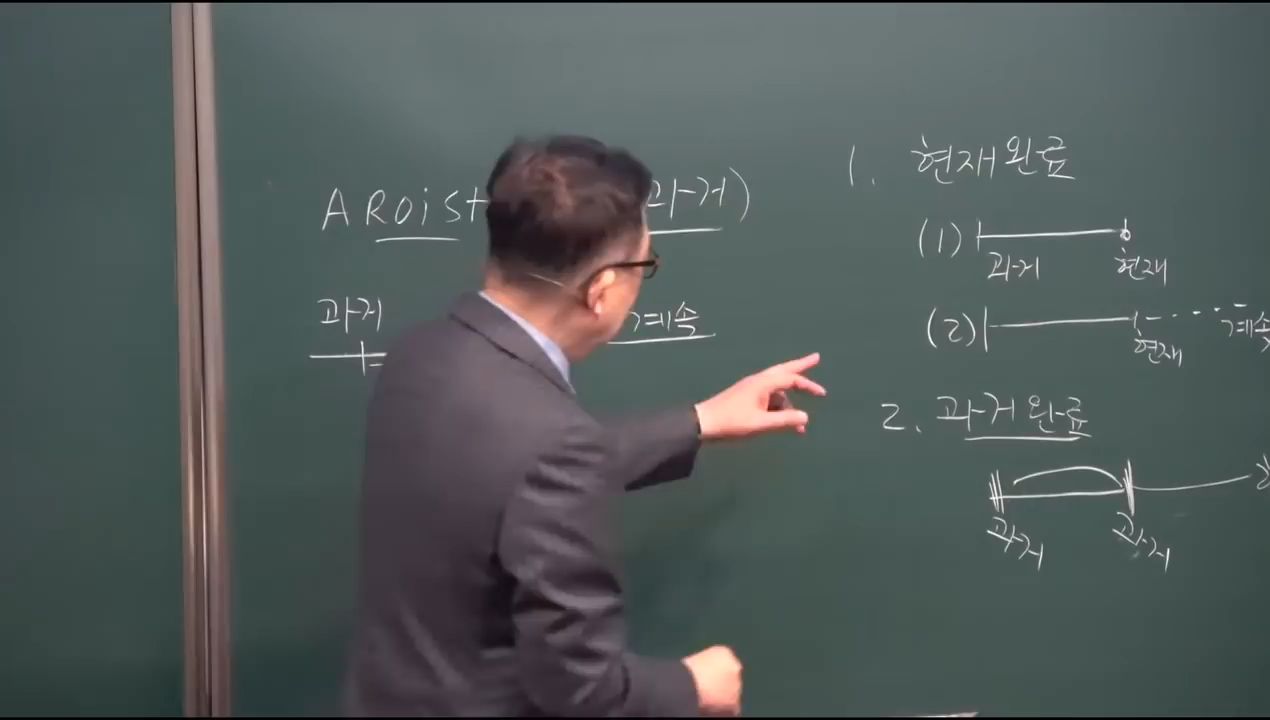 ARoist 과거)
과거 계속
1. 현재완료
(1) 과거 현재
(2) 현재 계속
2. 과거완료
과거 과거